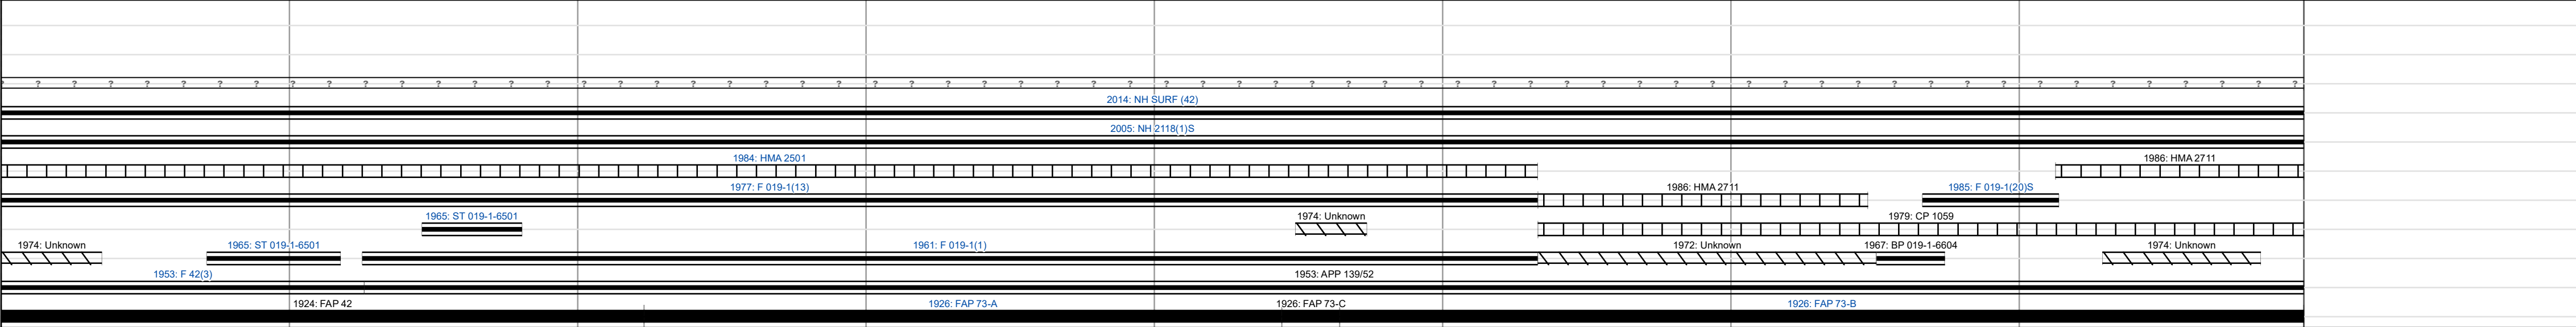 ? ? ? ? ? ? ? ? ? ? ? ? ? ? ? ? ? ? ? ? ? ? ? ? ? ? ? ? ? ? ? ? ? ? ? ? ? ? ? ? ? ? ? ? ? ? ? ? ? ? ? ? ? ? ? ? ? ? ? ? ? ? ? ?
2014: NH SURF (42)
2005: NH 2118(1)S
1984: HMA 2501 1986: HMA 2711
1977: F 019-1(13) 1986: HMA 2711 1985: F 019-1(20)S
1965: ST 019-1-6501 1974: Unknown 1979: CP 1059
1974: Unknown 1965: ST 019-1-6501 1961: F 019-1(1) 1972: Unknown 1967: BP 019-1-6604 1974: Unknown
1953: F 42(3) 1953: APP 139/52
1924: FAP 42 1926: FAP 73-A 1926: FAP 73-C 1926: FAP 73-B